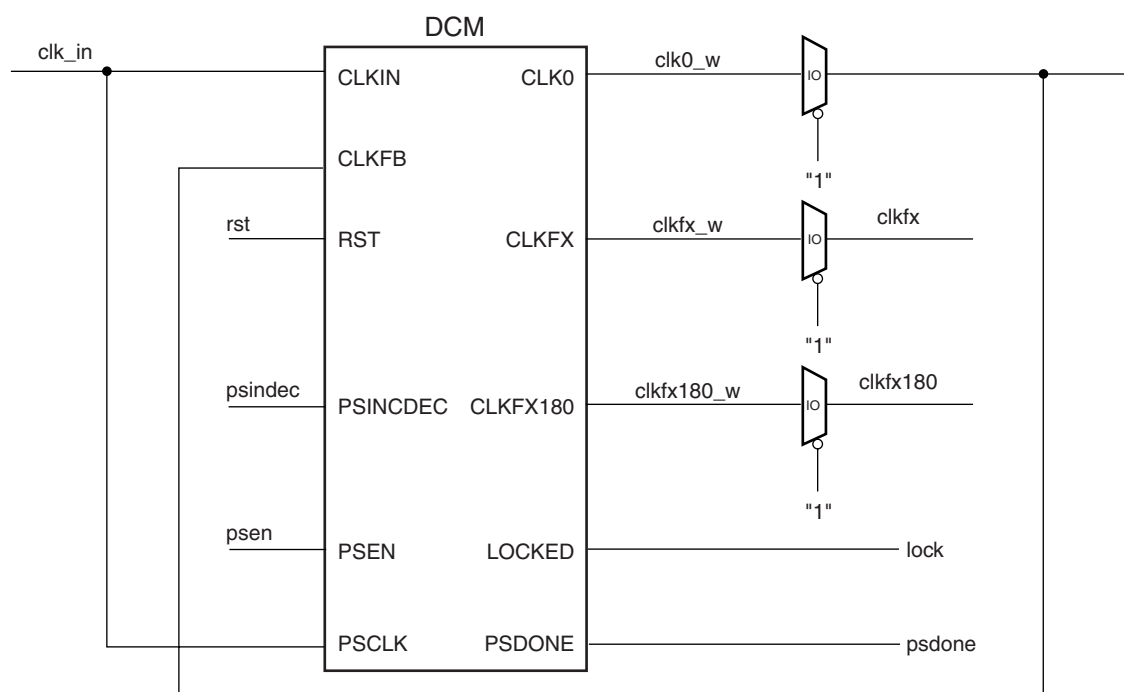 DCM
clk_in
CLKIN
CLK0
clk0_w
IO
"1"
CLKFB
rst
RST
CLKFX
clkfx_w
IO
clkfx
"1"
psindec
PSINCDEC
CLKFX180
clkfx180_w
IO
clkfx180
"1"
psen
PSEN
LOCKED
lock
PSCLK
PSDONE
psdone